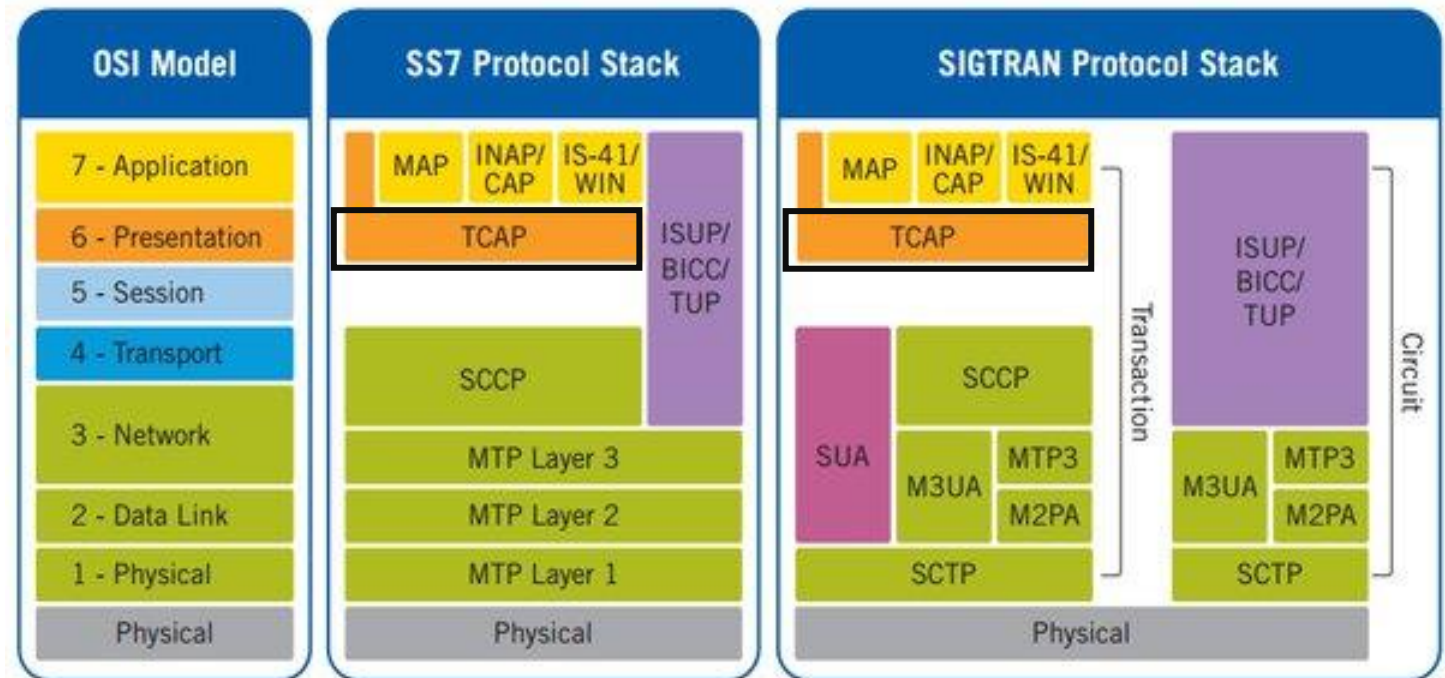 OSI Model
7 - Application
6 - Presentation
5 - Session
4 - Transport
3 - Network
2 - Data Link
1 - Physical
Physical
SS7 Protocol Stack
MAP
INAP/
CAP
IS-41/
WIN
TCAP
ISUP/
BICC/
TUP
SCCP
MTP Layer 3
MTP Layer 2
MTP Layer 1
Physical
SIGTRAN Protocol Stack
MAP
INAP/
CAP
IS-41/
WIN
TCAP
SUA
SCCP
M3UA
MTP3
M2PA
SCTP
Transaction
ISUP/
BICC/
TUP
M3UA
MTP3
M2PA
SCTP
Circuit
Physical